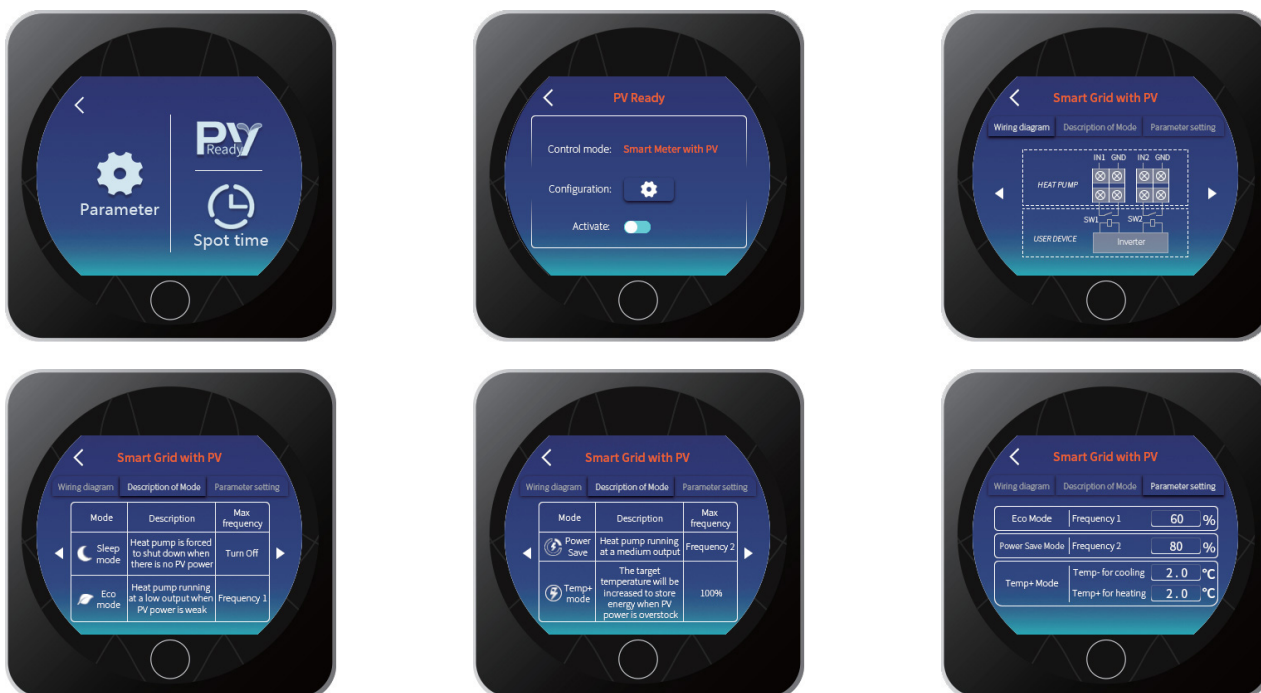 Parameter
PV
Ready
Spot time
PV Ready
Control mode: Smart Meter with PV
Configuration:
Activate:
Smart Grid with PV
Wiring diagram Description of Mode Parameter setting
IN1 GND IN2 GND
HEAT PUMP
SW1 SW2
USER DEVICE Inverter
Smart Grid with PV
Wiring diagram Description of Mode Parameter setting
Mode Description Max frequency
Sleep mode Heat pump is forced to shut down when there is no PV power Turn Off
Eco mode Heat pump running at a low output when PV power is weak Frequency 1
Smart Grid with PV
Wiring diagram Description of Mode Parameter setting
Mode Description Max frequency
Power Save Heat pump running at a medium output Frequency 2
Temp+ mode The target temperature will be increased to store energy when PV power is overstock 100%
Smart Grid with PV
Wiring diagram Description of Mode Parameter setting
Eco Mode Frequency 1 60 %
Power Save Mode Frequency 2 80 %
Temp+ Mode Temp- for cooling 2.0 °C
Temp+ for heating 2.0 °C